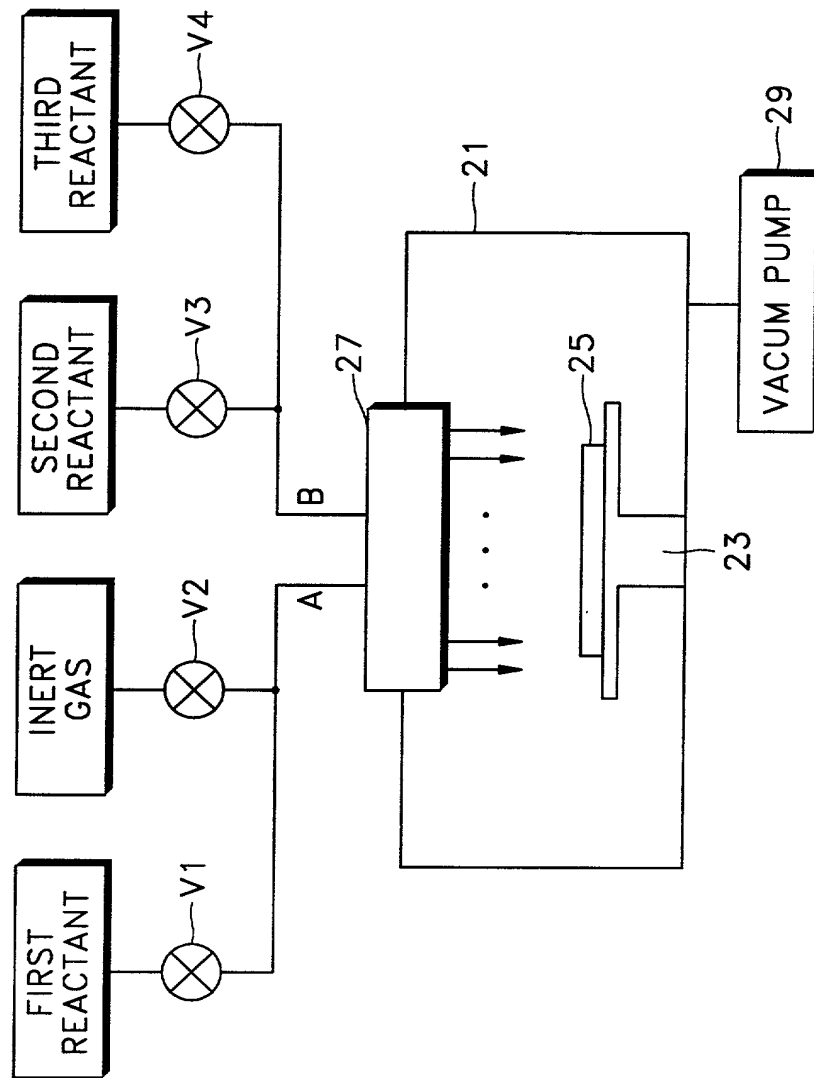 FIRST
REACTANT
INERT
GAS
SECOND
REACTANT
THIRD
REACTANT
V1
V2
V3
V4
A
B
27
21
25
23
VACUM PUMP
29